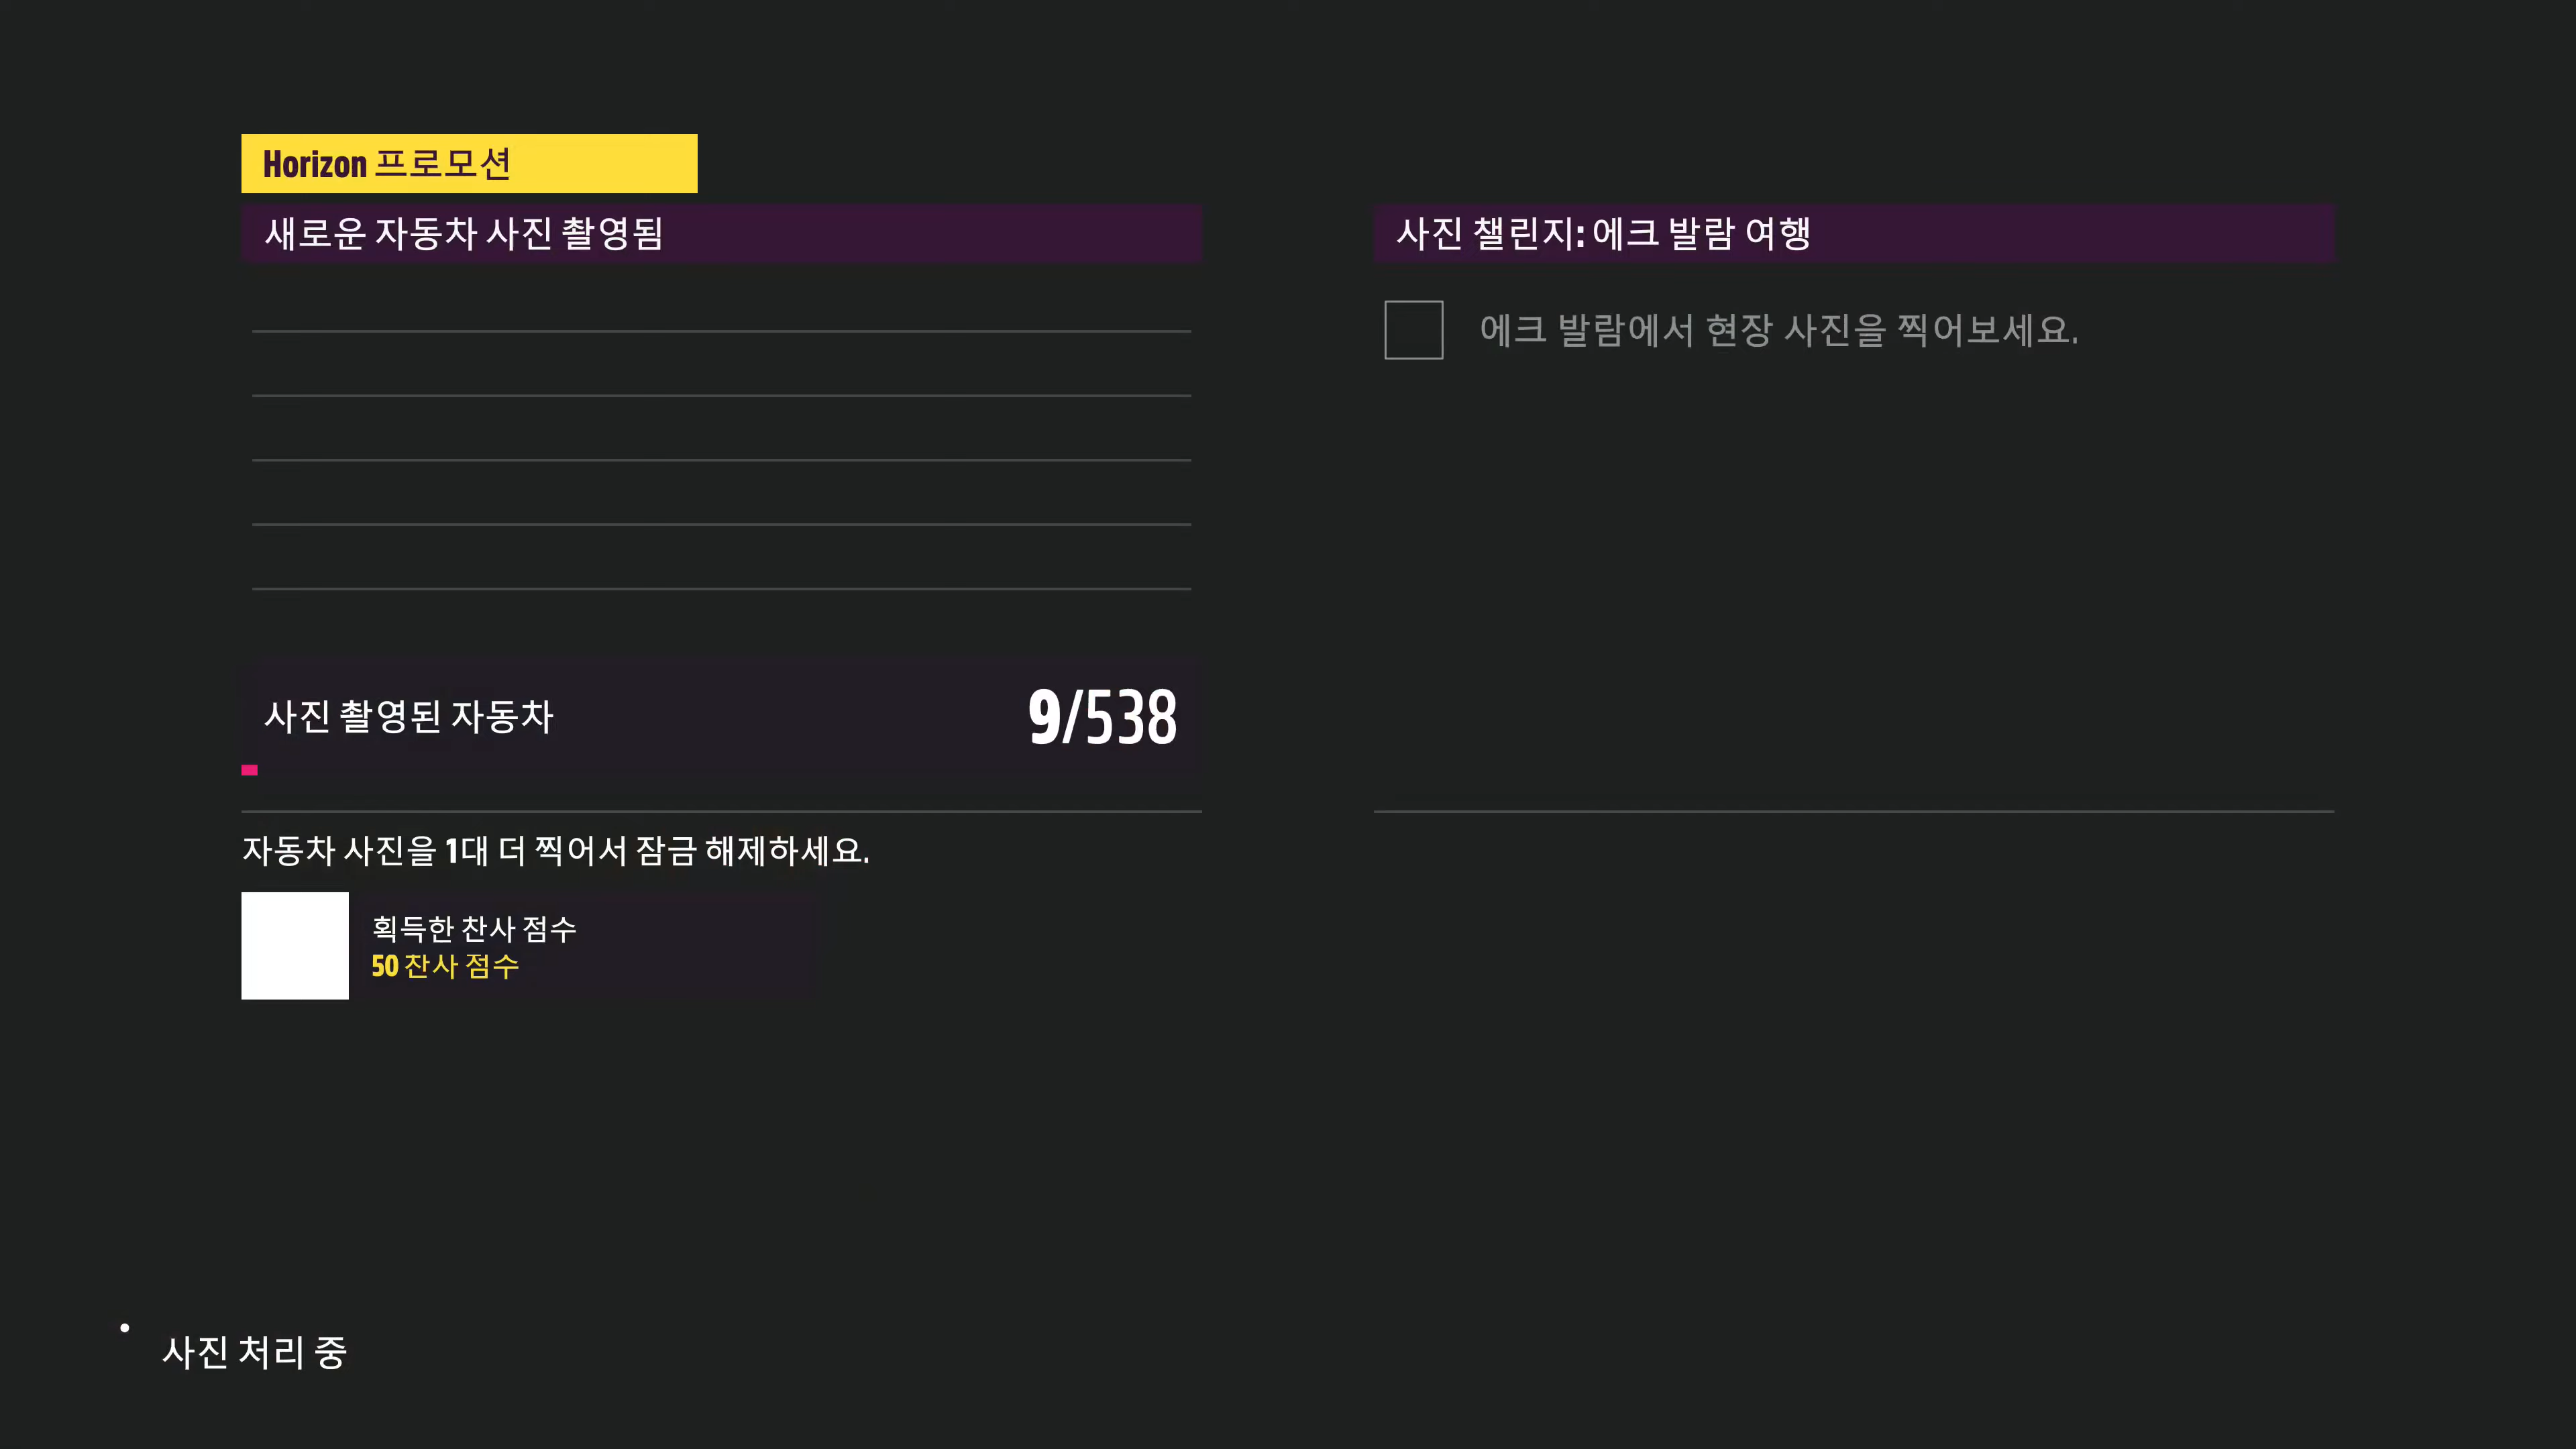 Horizon 프로모션
새로운 자동차 사진 촬영됨
사진 촬영된 자동차
9/538
자동차 사진을 1대 더 찍어서 잠금 해제하세요.
획득한 찬사 점수
50 찬사 점수
사진 챌린지: 에크 발람 여행
에크 발람에서 현장 사진을 찍어보세요.
사진 처리 중